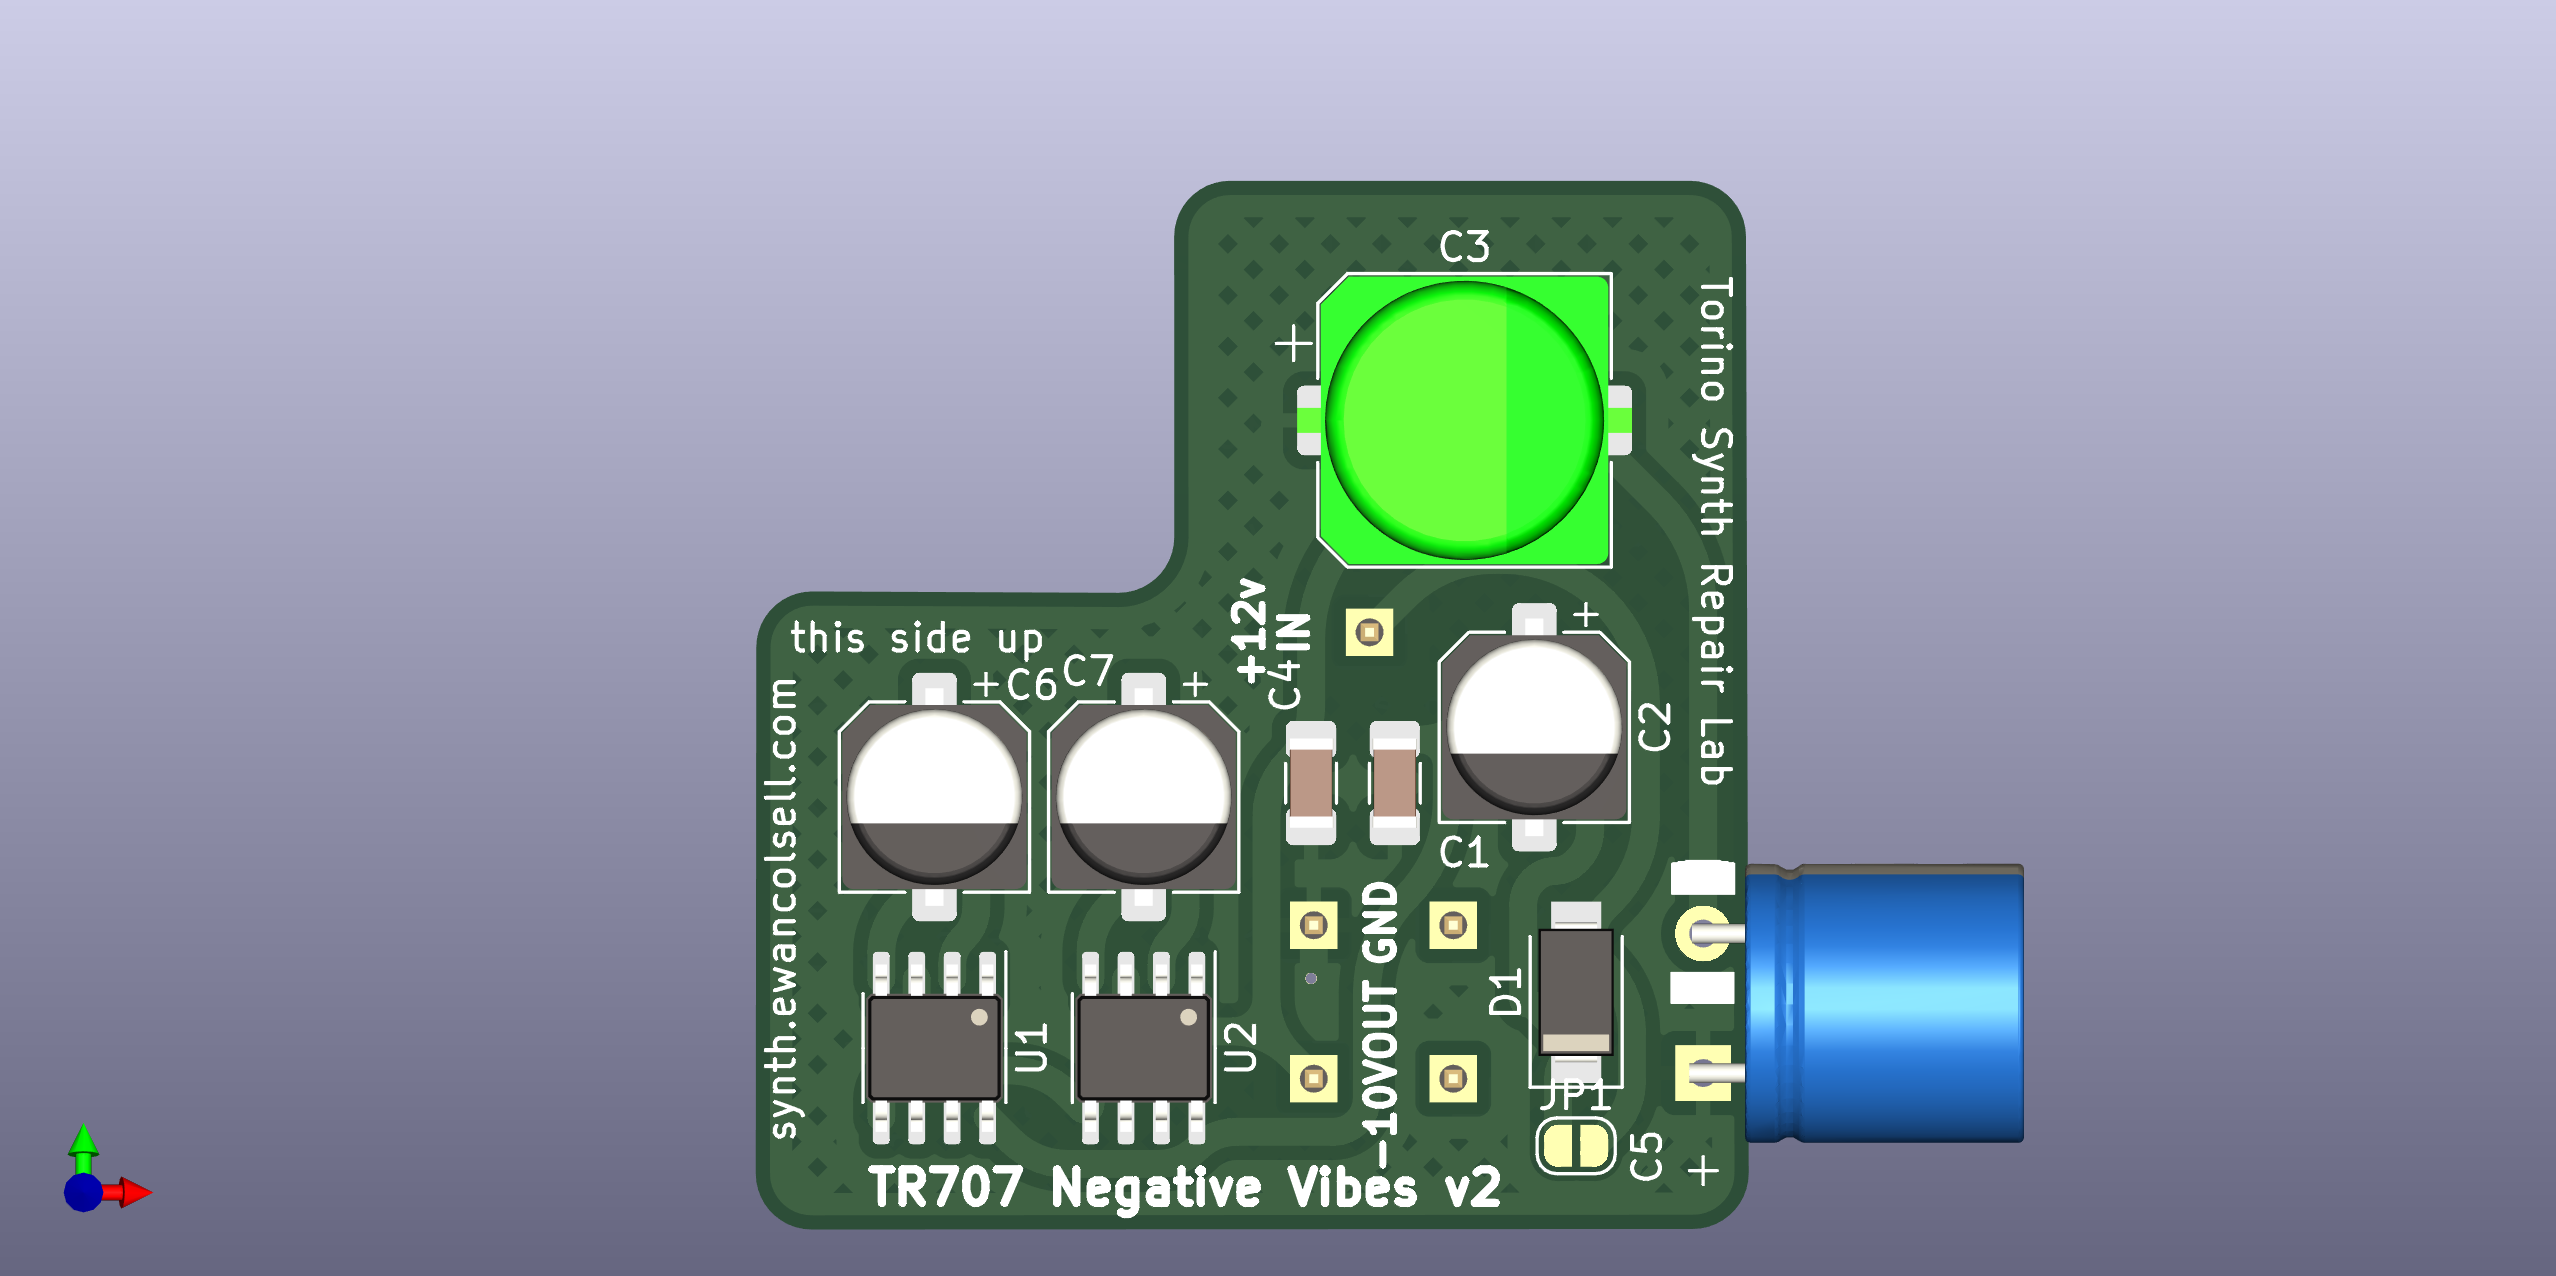 C3
+
Torino Synth Repair Lab
+12v
IN
C4
+
this side up
+
C6
C7
+
C2
synth.ewancolsell.com
C1
GND
-10VOUT
D1
U1
U2
JP1
C5
+
TR707 Negative Vibes v2